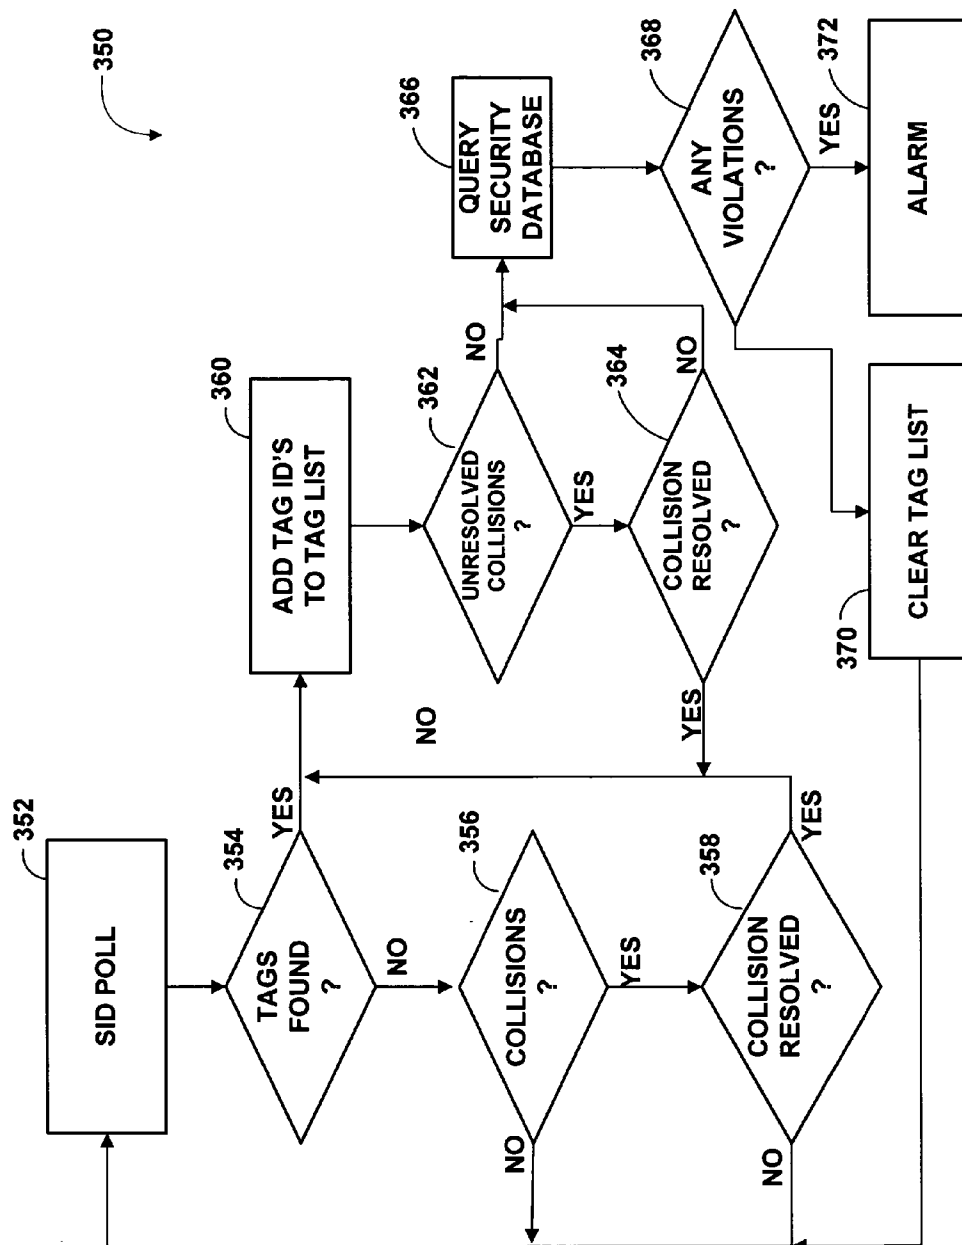 350
352
SID POLL
354
TAGS
FOUND
?
YES
NO
356
COLLISIONS
?
NO
YES
358
COLLISION
RESOLVED
?
NO
YES
360
ADD TAG ID'S
TO TAG LIST
NO
362
UNRESOLVED
COLLISIONS
?
NO
YES
364
COLLISION
RESOLVED
?
YES
NO
366
QUERY
SECURITY
DATABASE
368
ANY
VIOLATIONS
?
YES
370
CLEAR TAG LIST
372
ALARM